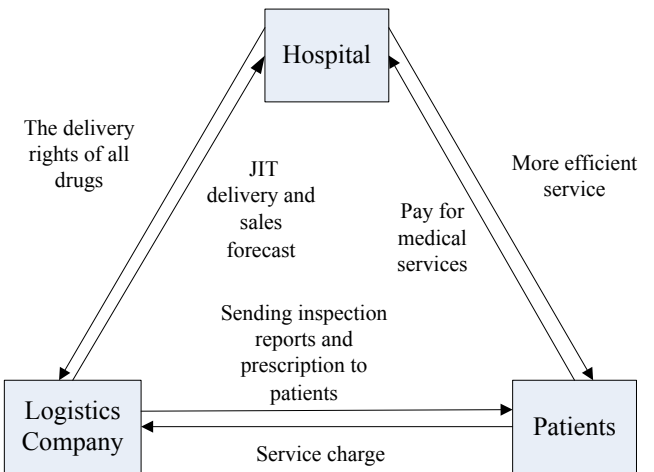 Hospital
The delivery
rights of all
drugs
JIT
delivery and
sales
forecast
More efficient
service
Pay for
medical
services
Sending inspection
reports and
prescription to
patients
Logistics
Company
Patients
Service charge